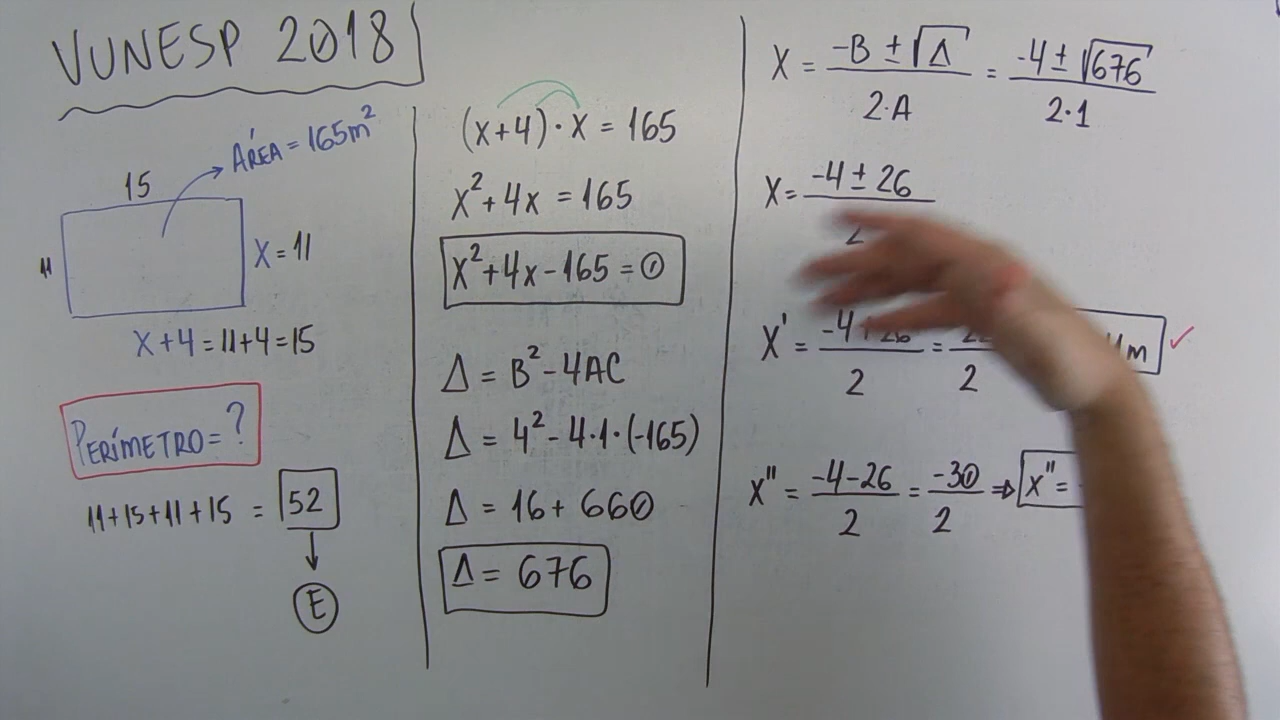 VUNESP 2018
ÁREA = 165m²
15
11
X = 11
X+4 = 11+4 = 15
PERÍMETRO = ?
11+15+11+15 = 52
E
(X+4)·X = 165
X²+4X = 165
X²+4X-165=0
Δ = B²-4AC
Δ = 4²-4·1·(-165)
Δ = 16+660
Δ = 676
X = -B ± √Δ / 2·A = -4 ± √676 / 2·1
X = -4 ± 26
X' = -4+26 / 2 = / 2 m ✓
X'' = -4-26 / 2 = -30 / 2 ⇒ X'' =